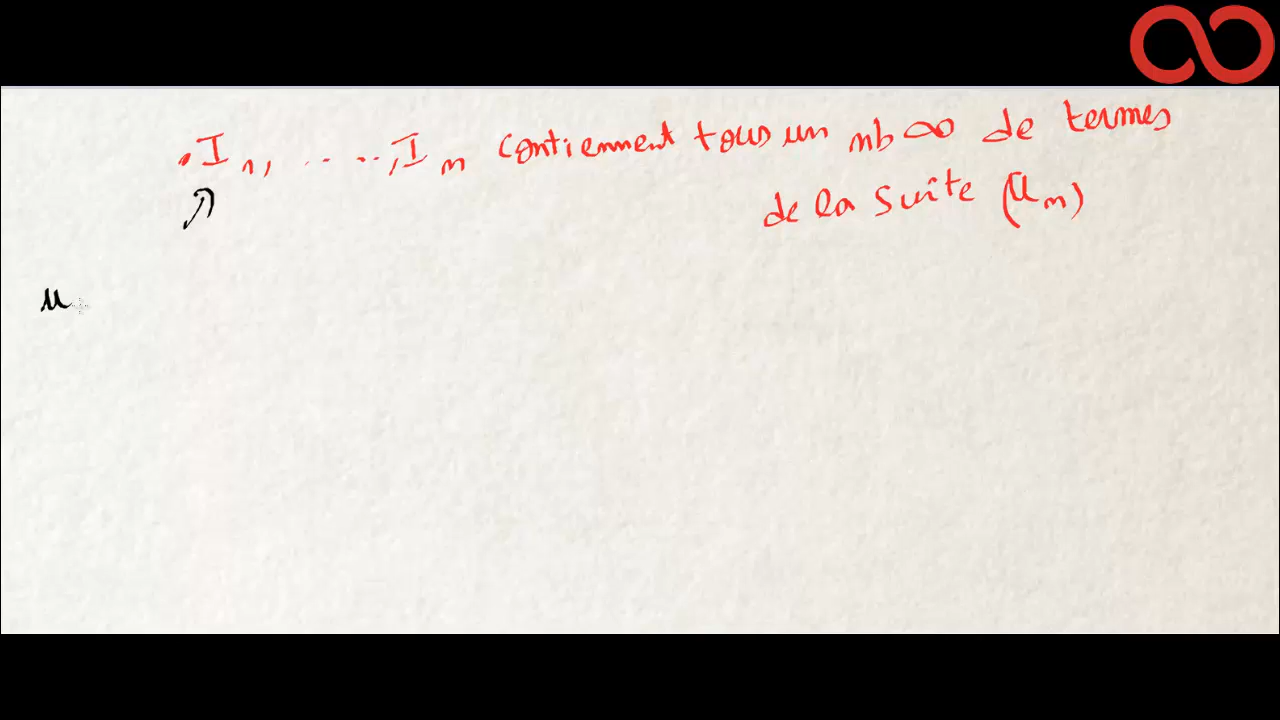 . I₁, ....., Iₙ contiennent tous un nb ∞ de termes
de la suite (Uₙ)
u